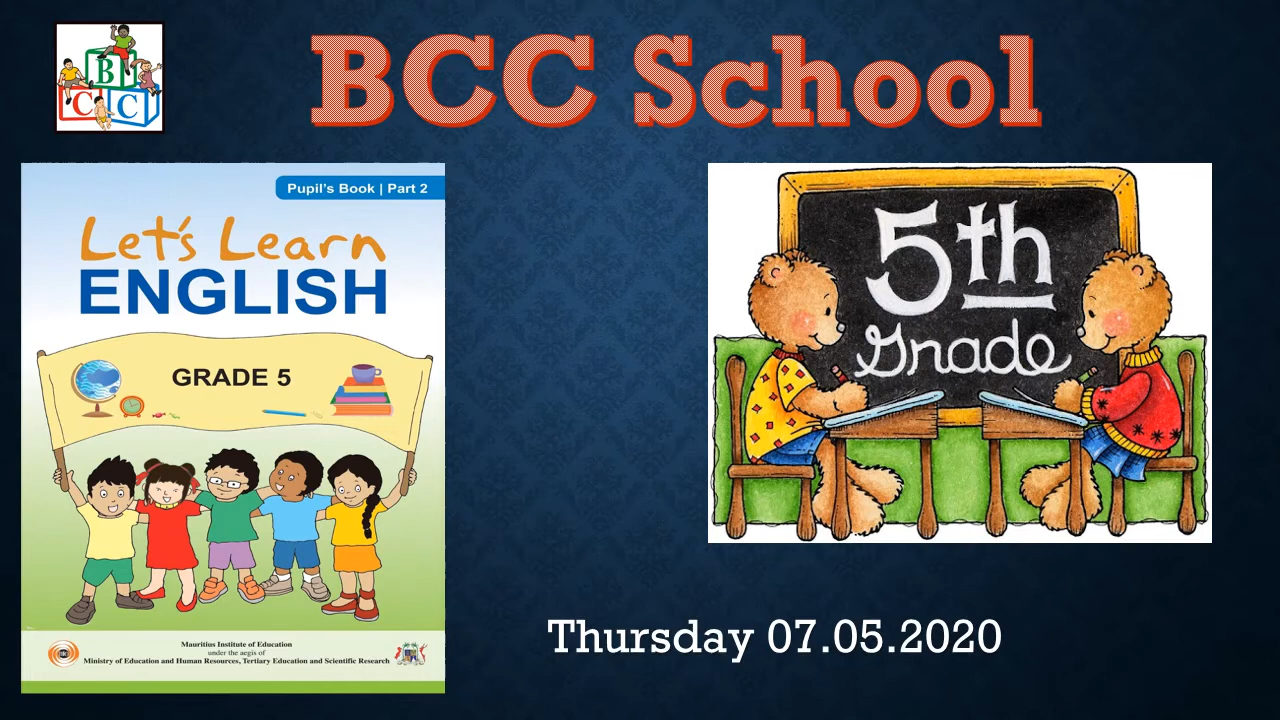 BCC School
B
C C
Pupil's Book | Part 2
Let's Learn
ENGLISH
GRADE 5
Mauritius Institute of Education
under the aegis of
Ministry of Education and Human Resources, Tertiary Education and Scientific Research
5th
Grade
Thursday 07.05.2020